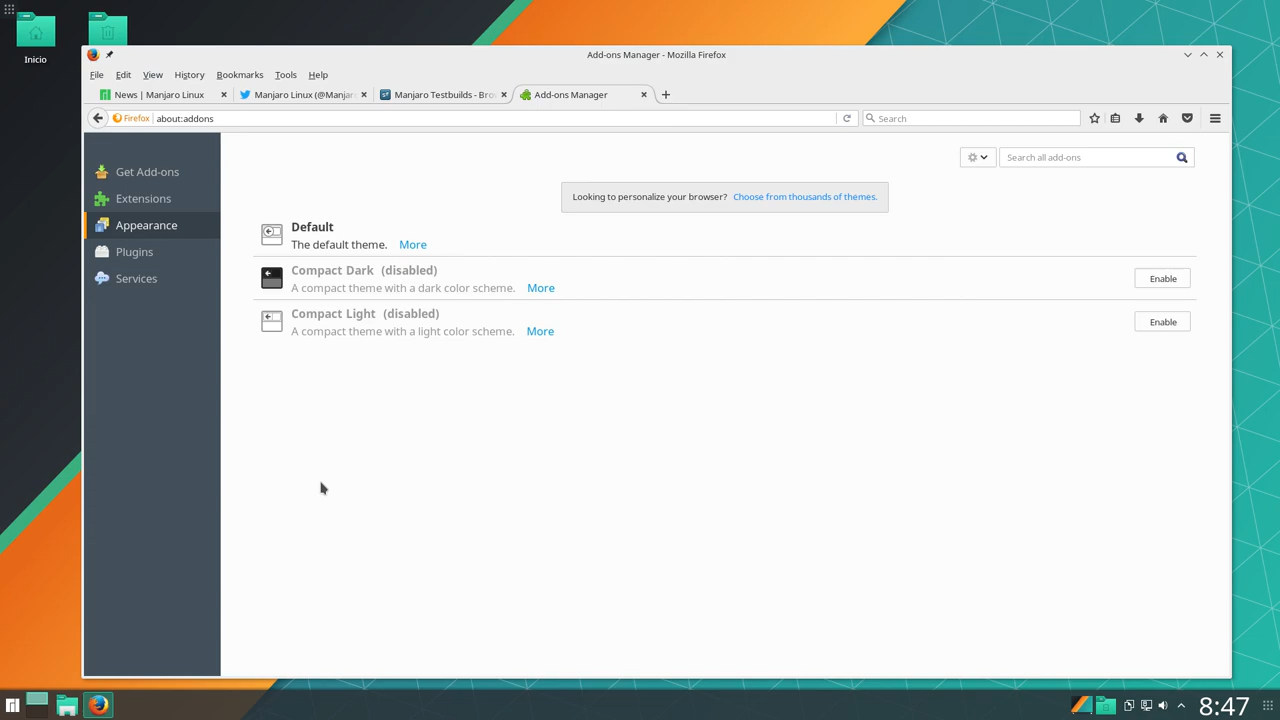 Inicio
Add-ons Manager - Mozilla Firefox
File Edit View History Bookmarks Tools Help
News | Manjaro Linux
Manjaro Linux (@Manjar
Manjaro Testbuilds - Bro
Add-ons Manager
Firefox about:addons
Search
Get Add-ons
Extensions
Appearance
Plugins
Services
Search all add-ons
Looking to personalize your browser? Choose from thousands of themes.
Default
The default theme. More
Compact Dark (disabled)
A compact theme with a dark color scheme. More
Enable
Compact Light (disabled)
A compact theme with a light color scheme. More
Enable
8:47